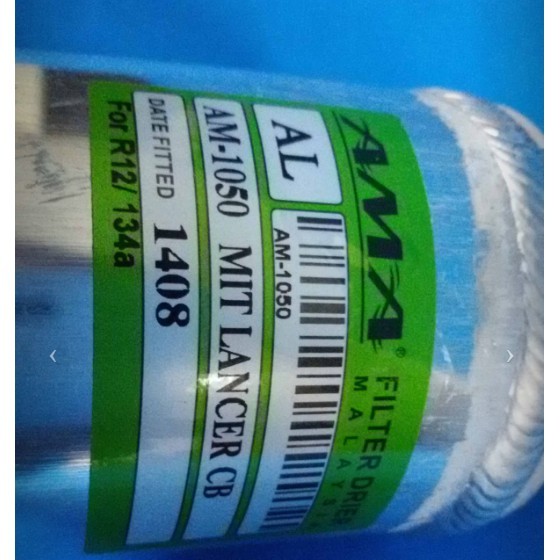 AMA® FILTER DRIER
MALAYSIA
AL
AM-1050
AM-1050 MIT LANCER CB
DATE FITTED 1408
For R12/ 134a